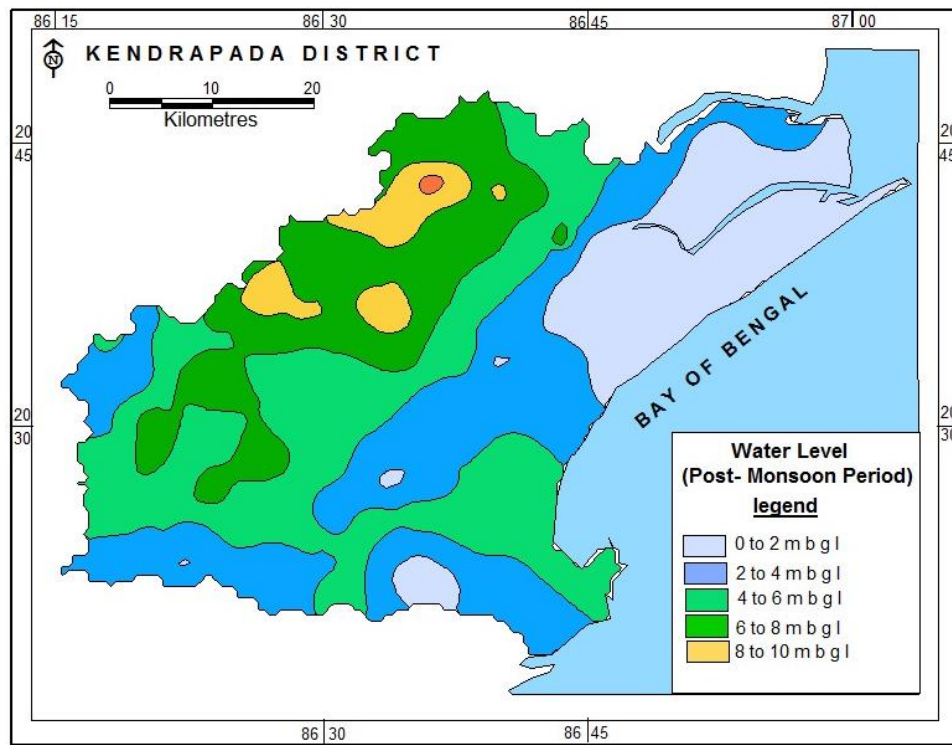 86 15
86 30
86 45
87 00
N
KENDRAPADA DISTRICT
0 10 20
Kilometres
20
45
20
45
BAY OF BENGAL
20
30
20
30
Water Level
(Post- Monsoon Period)
legend
0 to 2 m b g l
2 to 4 m b g l
4 to 6 m b g l
6 to 8 m b g l
8 to 10 m b g l
86 30
86 45